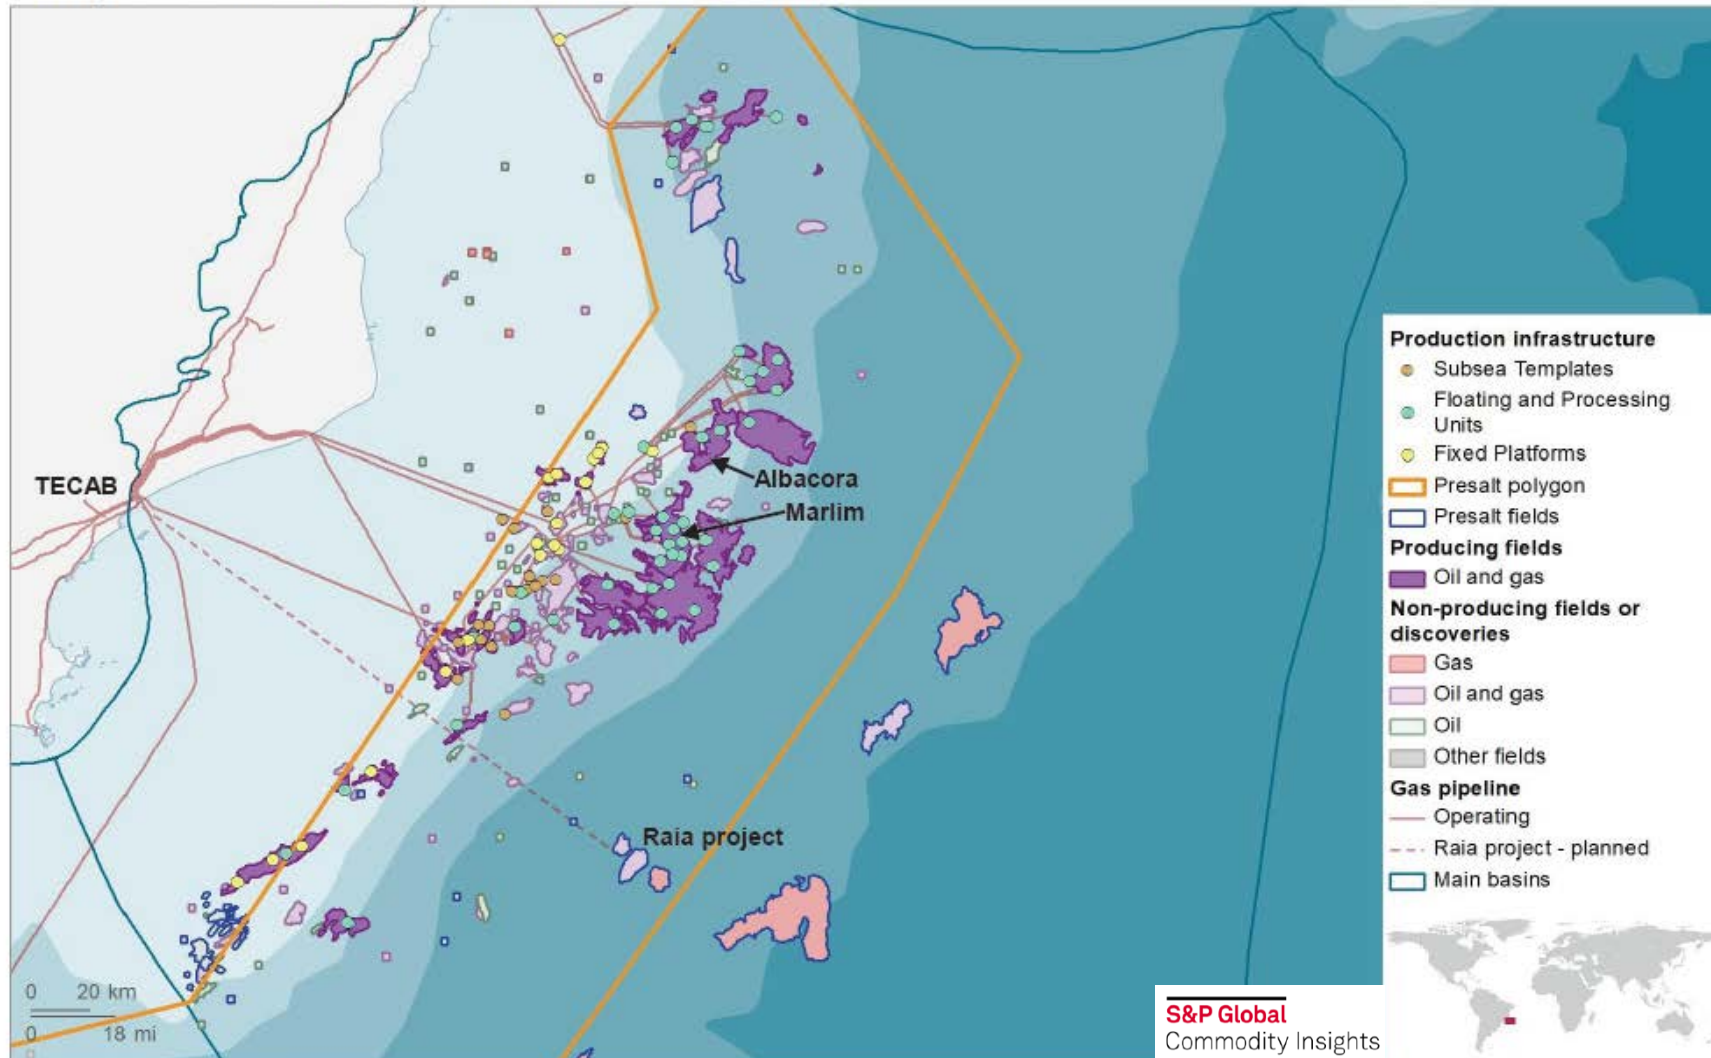 TECAB
Albacora
Marlim
Raia project
0 20 km
0 18 mi
Production infrastructure
Subsea Templates
Floating and Processing
Units
Fixed Platforms
Presalt polygon
Presalt fields
Producing fields
Oil and gas
Non-producing fields or
discoveries
Gas
Oil and gas
Oil
Other fields
Gas pipeline
Operating
Raia project - planned
Main basins
S&P Global
Commodity Insights